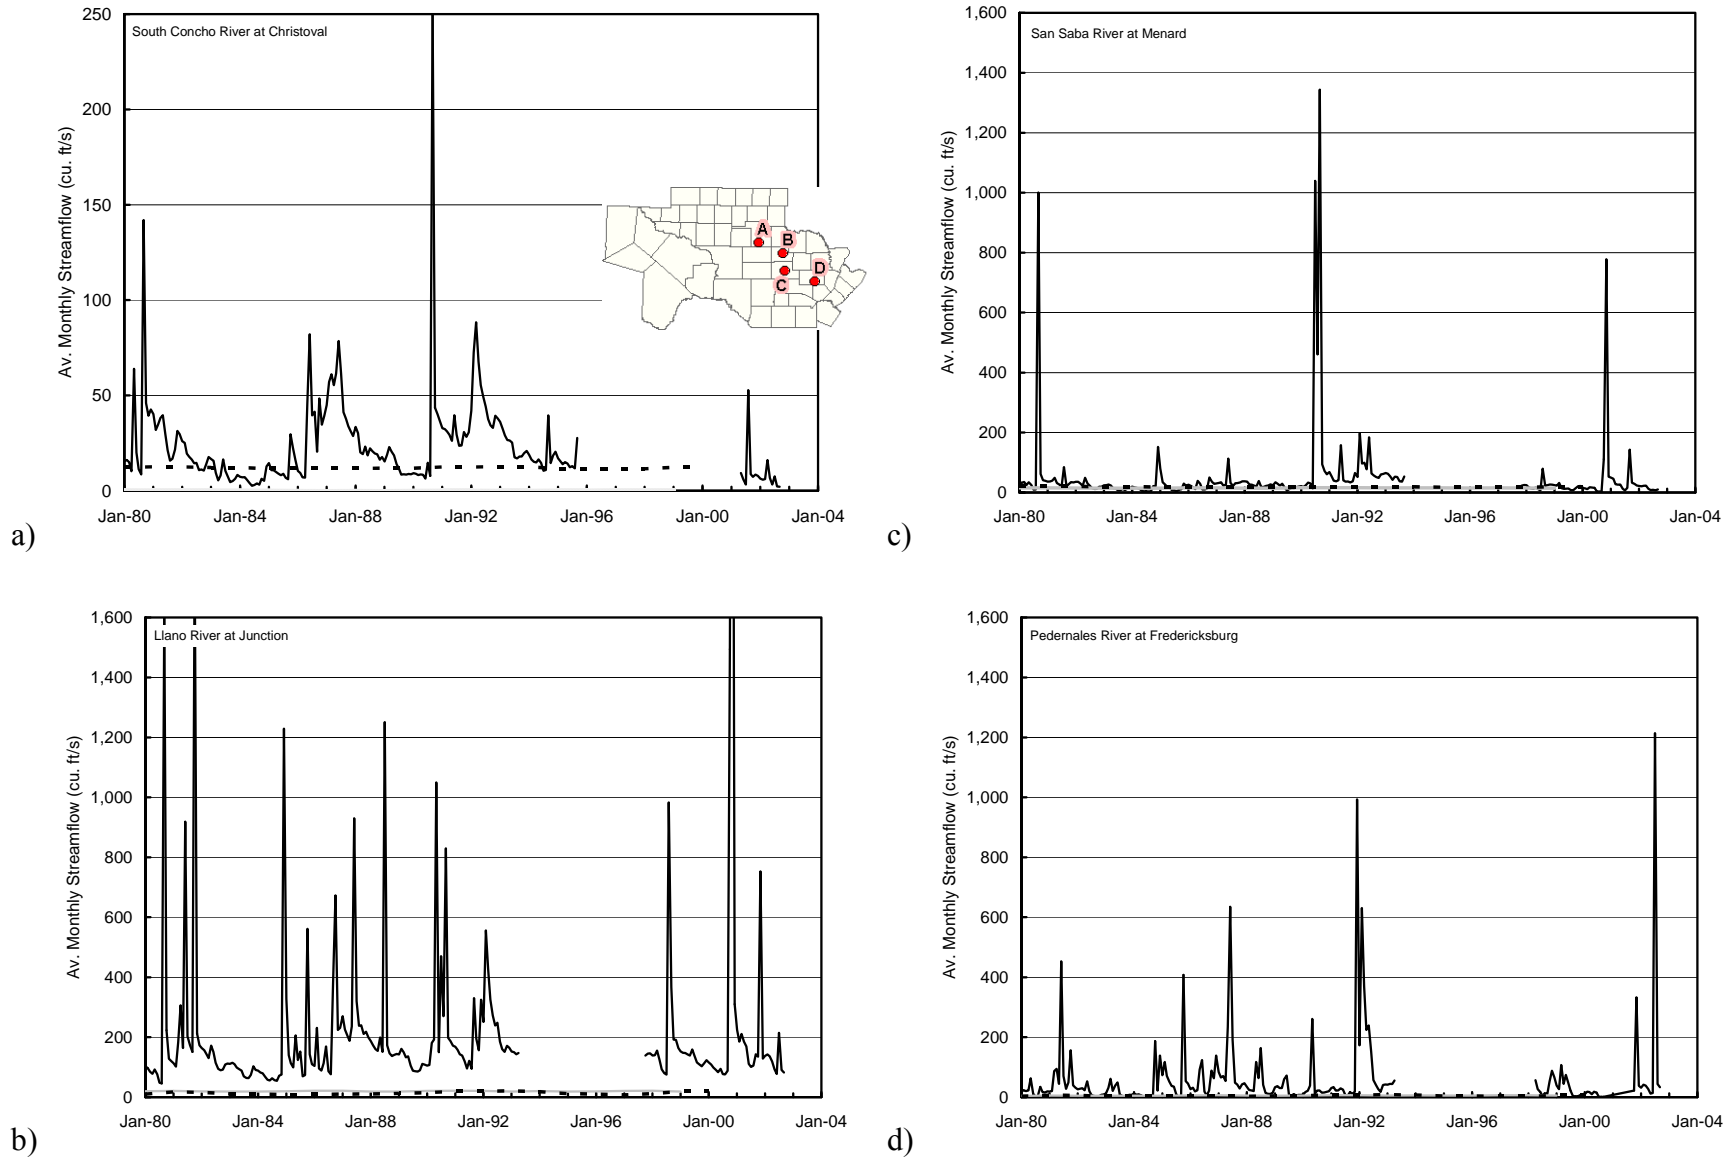 South Concho River at Christoval
Av. Monthly Streamflow (cu. ft/s)
250
200
150
100
50
0
Jan-80 Jan-84 Jan-88 Jan-92 Jan-96 Jan-00 Jan-04
A
B
D
C
a)
San Saba River at Menard
Av. Monthly Streamflow (cu. ft/s)
1,600
1,400
1,200
1,000
800
600
400
200
0
Jan-80 Jan-84 Jan-88 Jan-92 Jan-96 Jan-00 Jan-04
c)
Llano River at Junction
Av. Monthly Streamflow (cu. ft/s)
1,600
1,400
1,200
1,000
800
600
400
200
0
Jan-80 Jan-84 Jan-88 Jan-92 Jan-96 Jan-00 Jan-04
b)
Pedernales River at Fredericksburg
Av. Monthly Streamflow (cu. ft/s)
1,600
1,400
1,200
1,000
800
600
400
200
0
Jan-80 Jan-84 Jan-88 Jan-92 Jan-96 Jan-00 Jan-04
d)